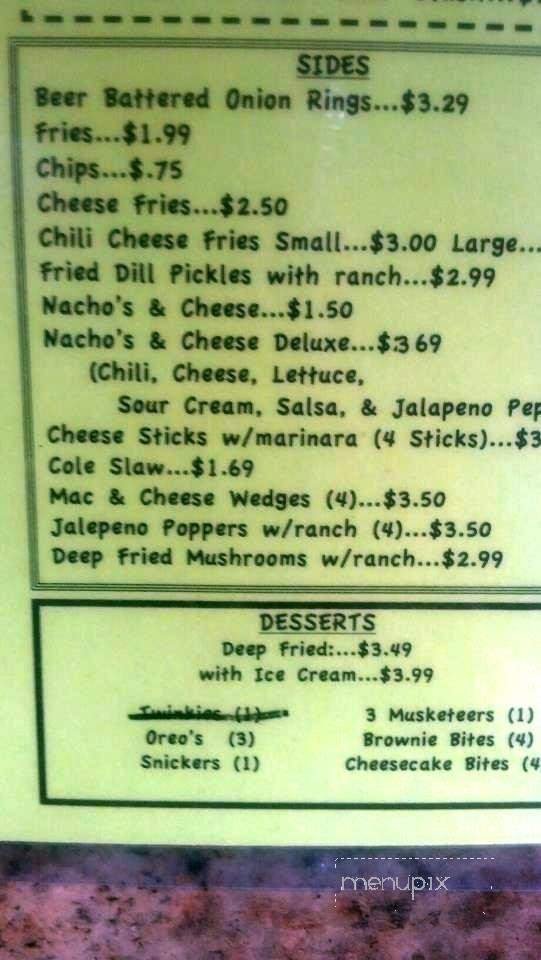 SIDES
Beer Battered Onion Rings...$3.29
Fries...$1.99
Chips...$.75
Cheese Fries...$2.50
Chili Cheese Fries Small...$3.00 Large...
Fried Dill Pickles with ranch...$2.99
Nacho's & Cheese...$1.50
Nacho's & Cheese Deluxe...$369
(Chili, Cheese, Lettuce,
Sour Cream, Salsa, & Jalapeno Pep
Cheese Sticks w/marinara (4 Sticks)...$3
Cole Slaw...$1.69
Mac & Cheese Wedges (4)...$3.50
Jalepeno Poppers w/ranch (4)...$3.50
Deep Fried Mushrooms w/ranch...$2.99
DESSERTS
Deep Fried:...$3.49
with Ice Cream...$3.99
Twinkies (1) 3 Musketeers (1)
Oreo's (3) Brownie Bites (4)
Snickers (1) Cheesecake Bites (4
menupix